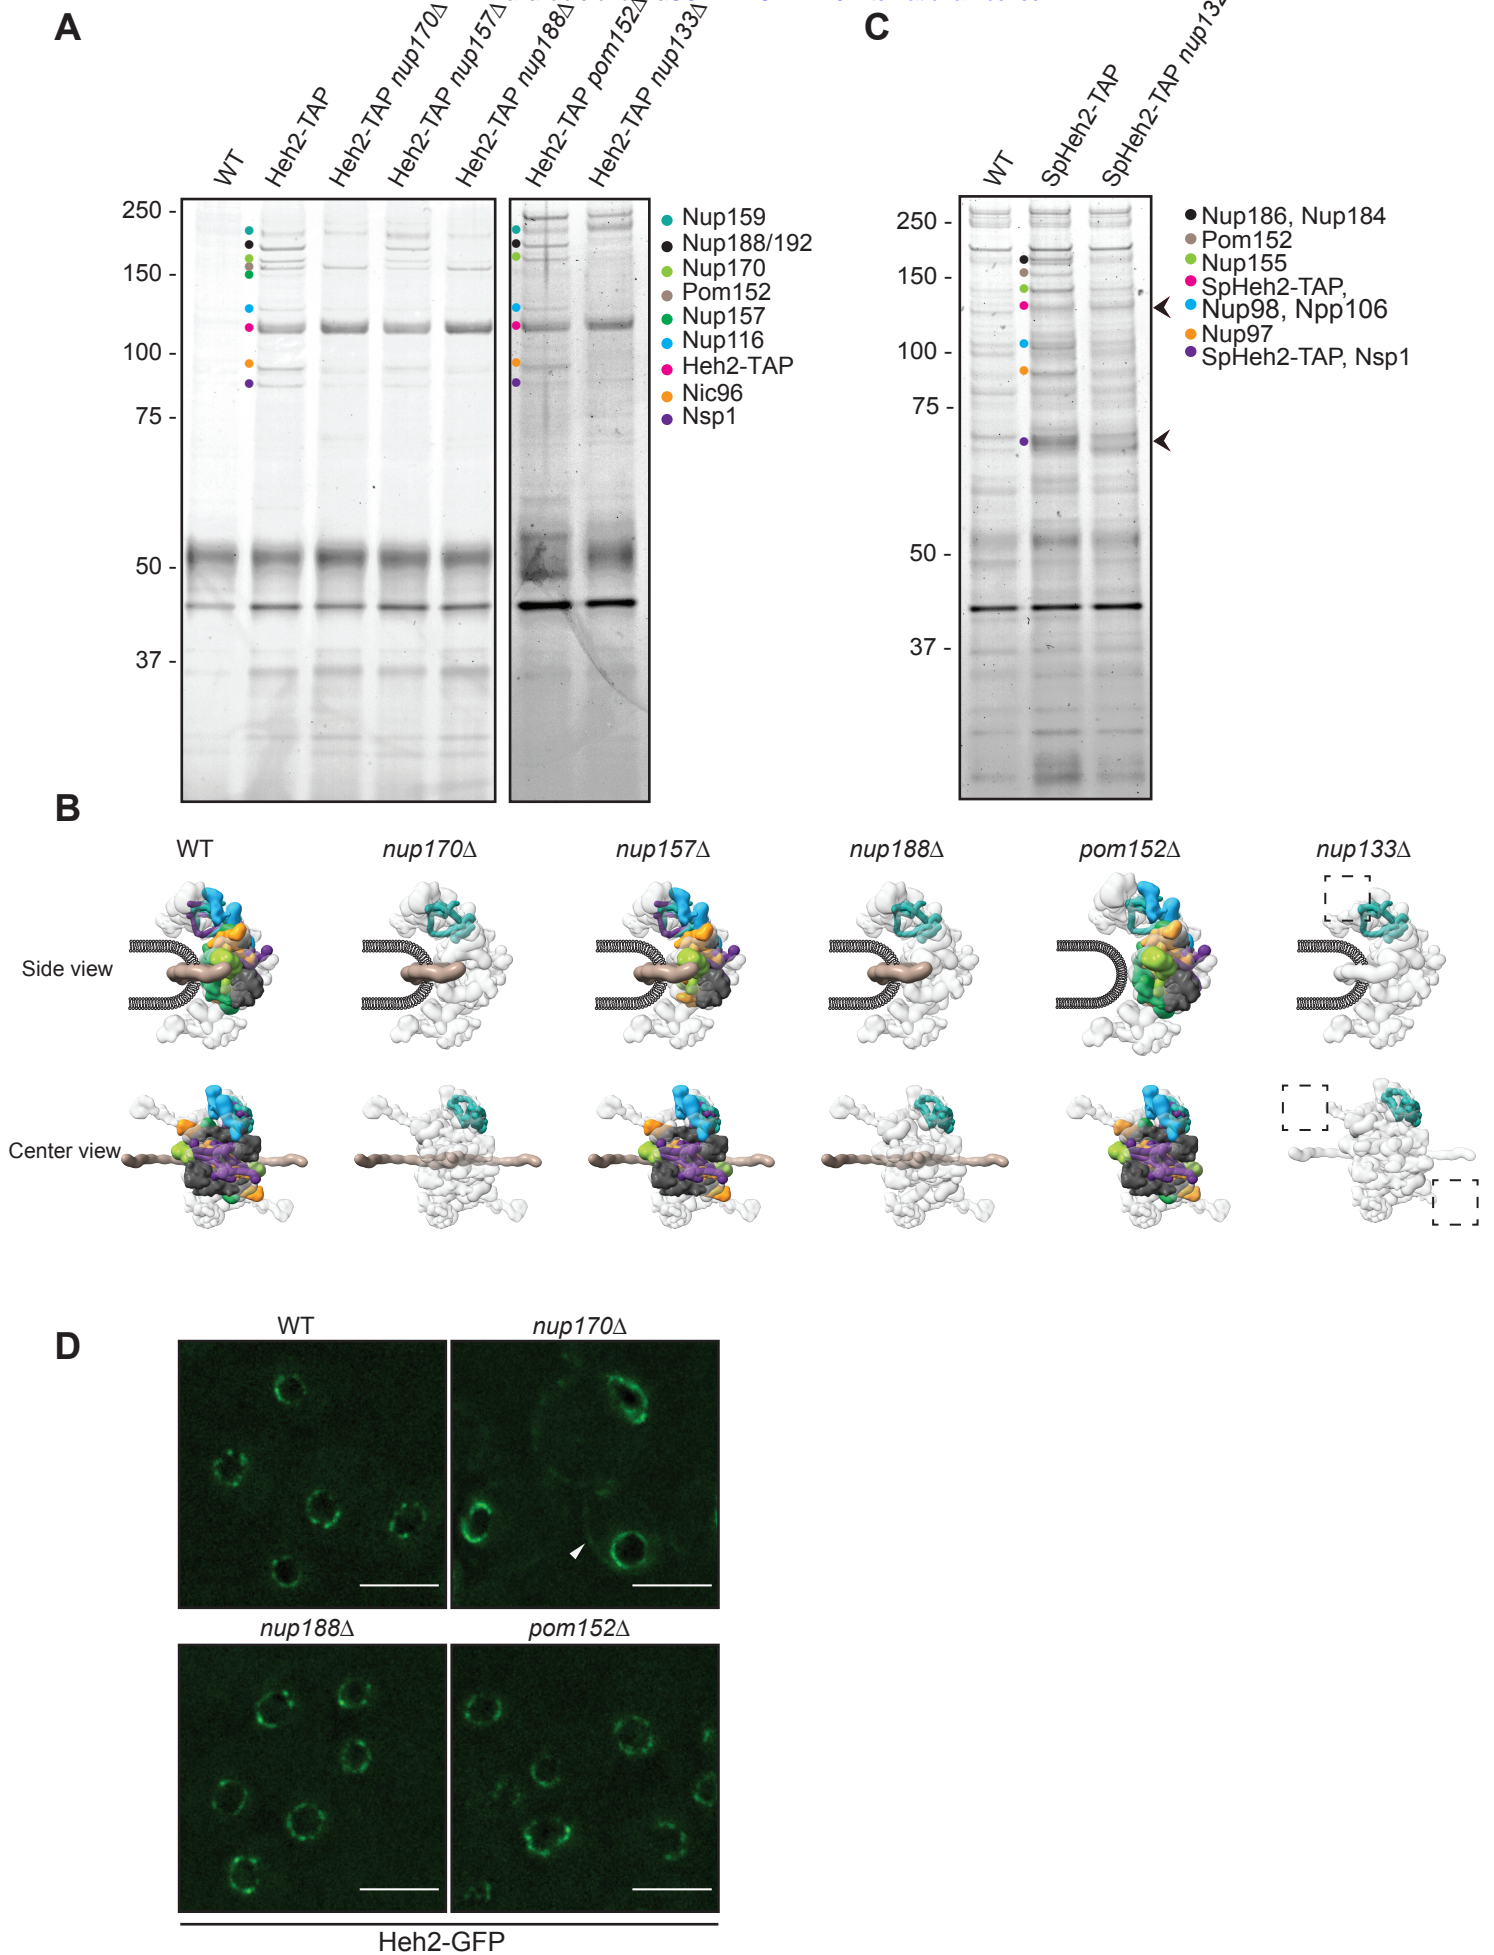 A
WT
Heh2-TAP
Heh2-TAP nup170Δ
Heh2-TAP nup157Δ
Heh2-TAP nup188Δ
Heh2-TAP pom152Δ
Heh2-TAP nup133Δ
250 -
150 -
100 -
75 -
50 -
37 -
Nup159
Nup188/192
Nup170
Pom152
Nup157
Nup116
Heh2-TAP
Nic96
Nsp1
C
WT
SpHeh2-TAP
SpHeh2-TAP nup132
250 -
150 -
100 -
75 -
50 -
37 -
Nup186, Nup184
Pom152
Nup155
SpHeh2-TAP,
Nup98, Npp106
Nup97
SpHeh2-TAP, Nsp1
B
WT
nup170Δ
nup157Δ
nup188Δ
pom152Δ
nup133Δ
Side view
Center view
D
WT
nup170Δ
nup188Δ
pom152Δ
Heh2-GFP